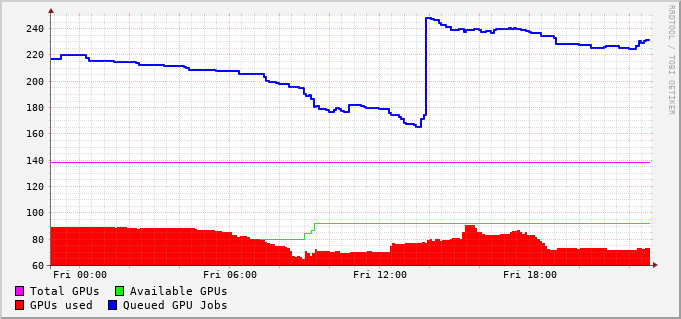 RRDTOOL / TOBI OETIKER
240
220
200
180
160
140
120
100
80
60
Fri 00:00 Fri 06:00 Fri 12:00 Fri 18:00
Total GPUs Available GPUs
GPUs used Queued GPU Jobs